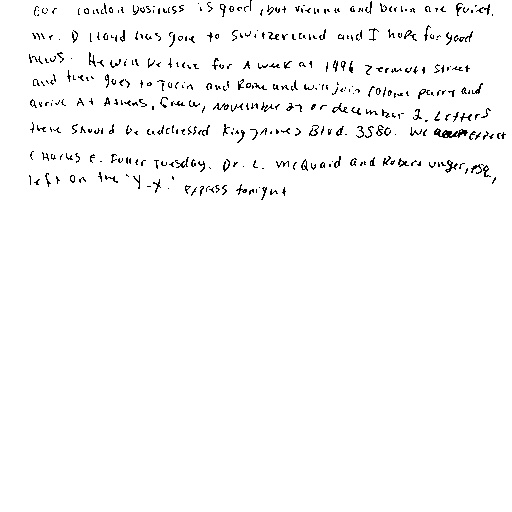 Our London business is good, but Vienna and Berlin are quiet.
Mr. D Lloyd has gone to Switzerland and I hope for good
news. He will be there for A week at 1996 Zermott Street
and then goes to Turin and Rome and will join Colonel Parry and
arrive At Athens, Greece, November 27 or december 2. Letters
there should be addressed King James Blvd. 3580. We expect
Charles E. Fuller Tuesday. Dr. L. McQuaid and Robert Unger, esq,
left on the "Y-X." express tonight